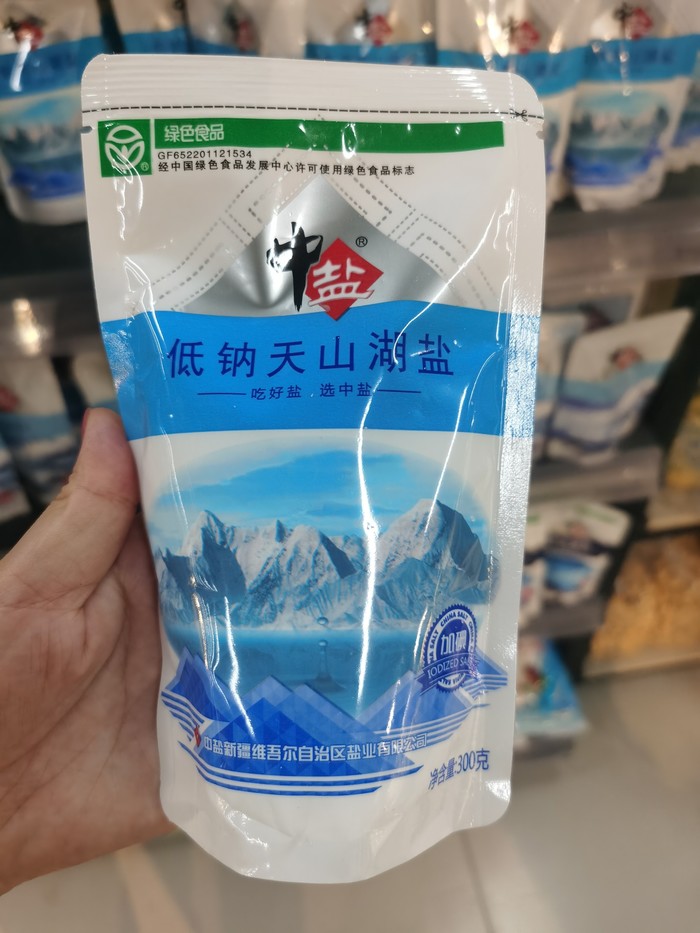 绿色食品
GF652201121534
经中国绿色食品发展中心许可使用绿色食品标志
中盐®
低钠天山湖盐
吃好盐 选中盐
CHINA SALT
加碘
IODIZED SALT
中盐新疆维吾尔自治区盐业有限公司
净含量:300克